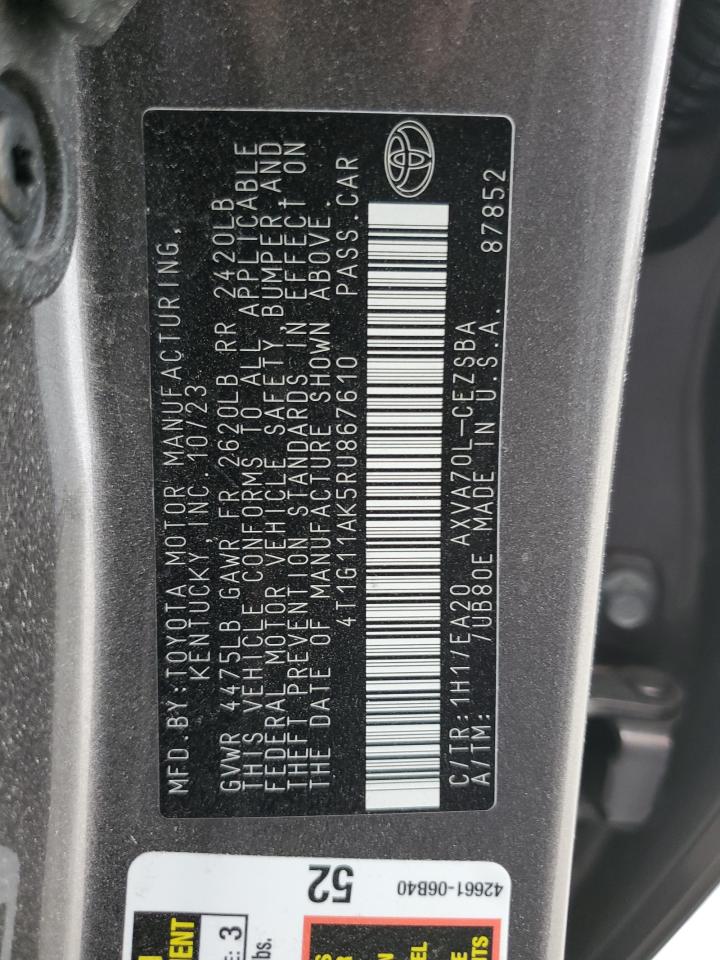 MFD.BY:TOYOTA MOTOR MANUFACTURING,
KENTUCKY, INC. 10/23
GVWR 4475LB GAWR FR 2620LB RR 2420LB
THIS VEHICLE CONFORMS TO ALL APPLICABLE
FEDERAL MOTOR VEHICLE SAFETY, BUMPER, AND
THEFT PREVENTION STANDARDS IN EFFECT ON
THE DATE OF MANUFACTURE SHOWN ABOVE.
4T1G11AK5RU867610 PASS.CAR
C/TR:1H17EA20 AXVA70L-CEZSBA
A/TM: 7UB80E MADE IN U.S.A. 87852
52
42661-06B40
3